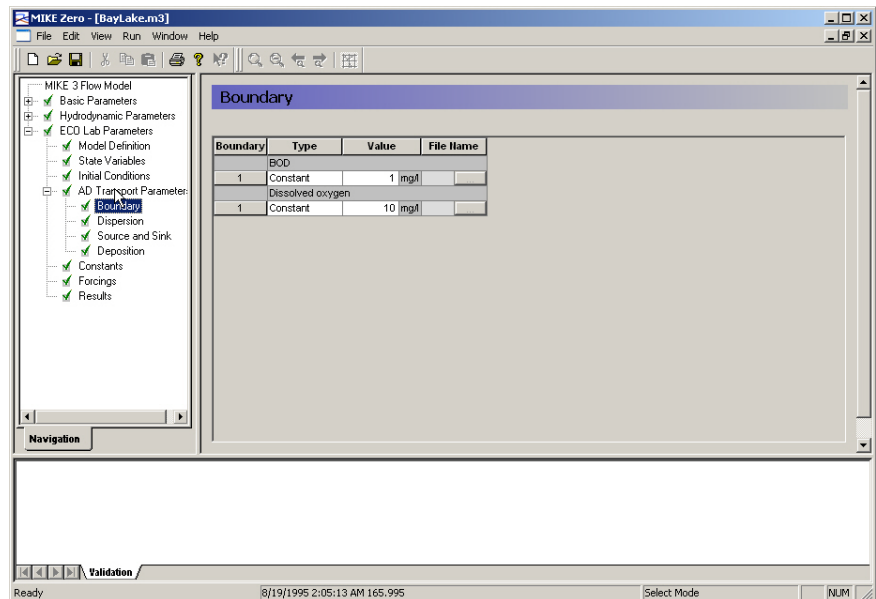 MIKE Zero - [BayLake.m3]
File Edit View Run Window Help
MIKE 3 Flow Model
Basic Parameters
Hydrodynamic Parameters
ECO Lab Parameters
Model Definition
State Variables
Initial Conditions
AD Transport Parameter
Boundary
Dispersion
Source and Sink
Deposition
Constants
Forcings
Results
Navigation
Boundary
Boundary Type Value File Name
BOD
1 Constant 1 mg/l ...
Dissolved oxygen
1 Constant 10 mg/l ...
Validation
Ready 8/19/1995 2:05:13 AM 165.995 Select Mode NUM